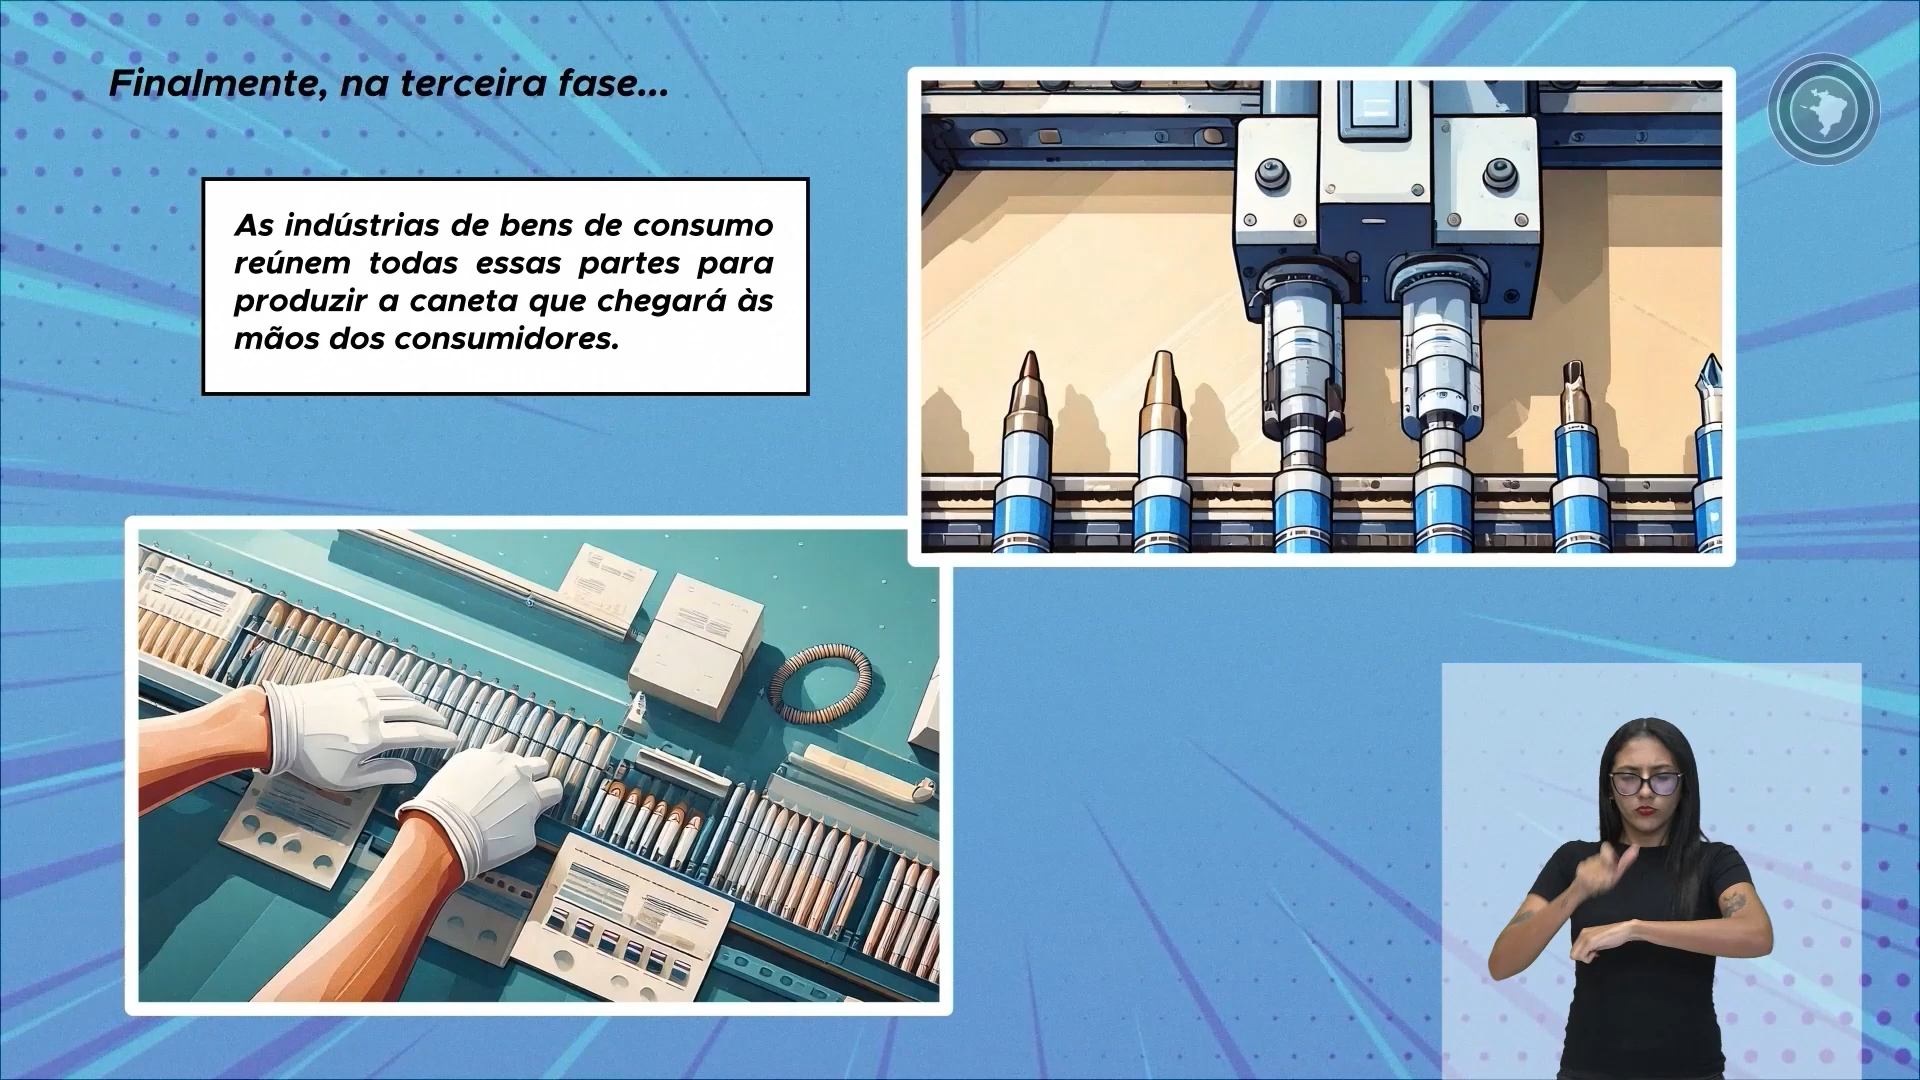 Finalmente, na terceira fase...
As indústrias de bens de consumo
reúnem todas essas partes para
produzir a caneta que chegará às
mãos dos consumidores.